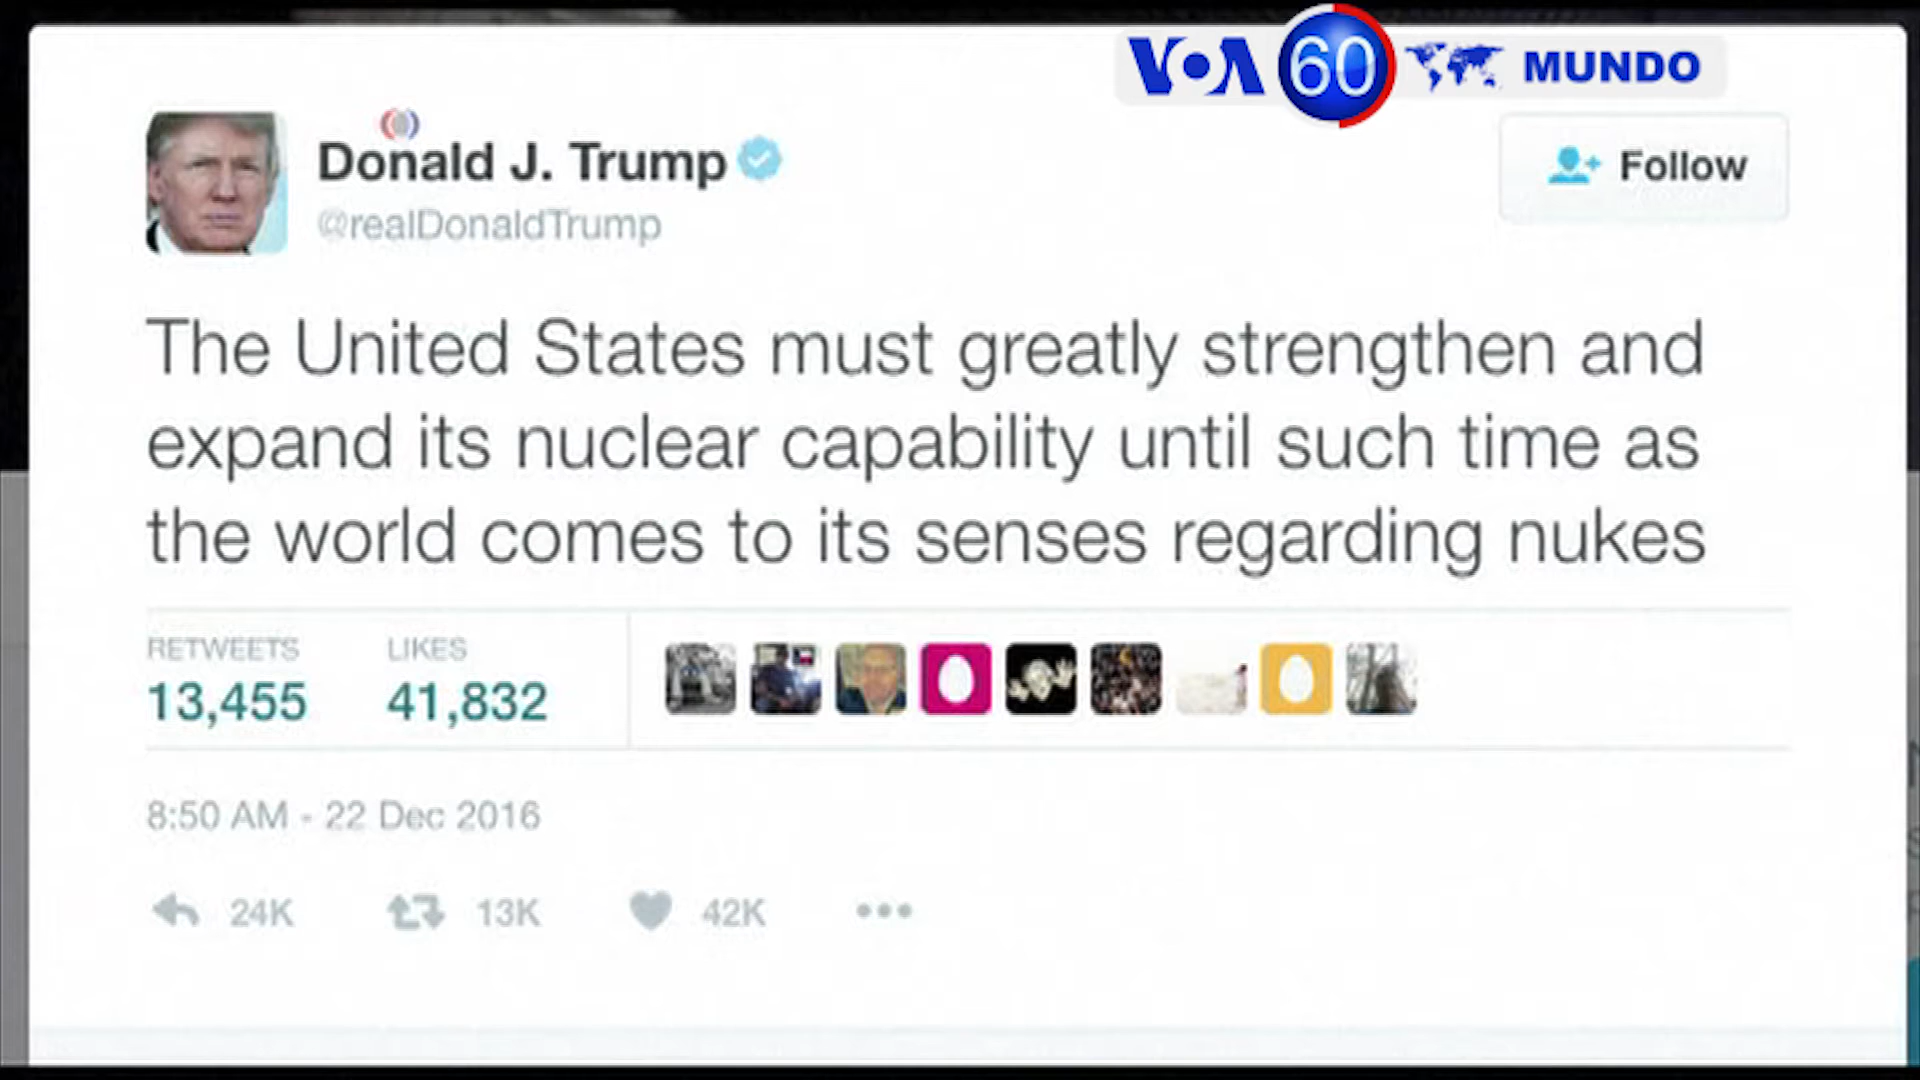 VOA 60 MUNDO
Donald J. Trump
@realDonaldTrump
Follow
The United States must greatly strengthen and
expand its nuclear capability until such time as
the world comes to its senses regarding nukes
RETWEETS LIKES
13,455 41,832
8:50 AM - 22 Dec 2016
24K 13K 42K